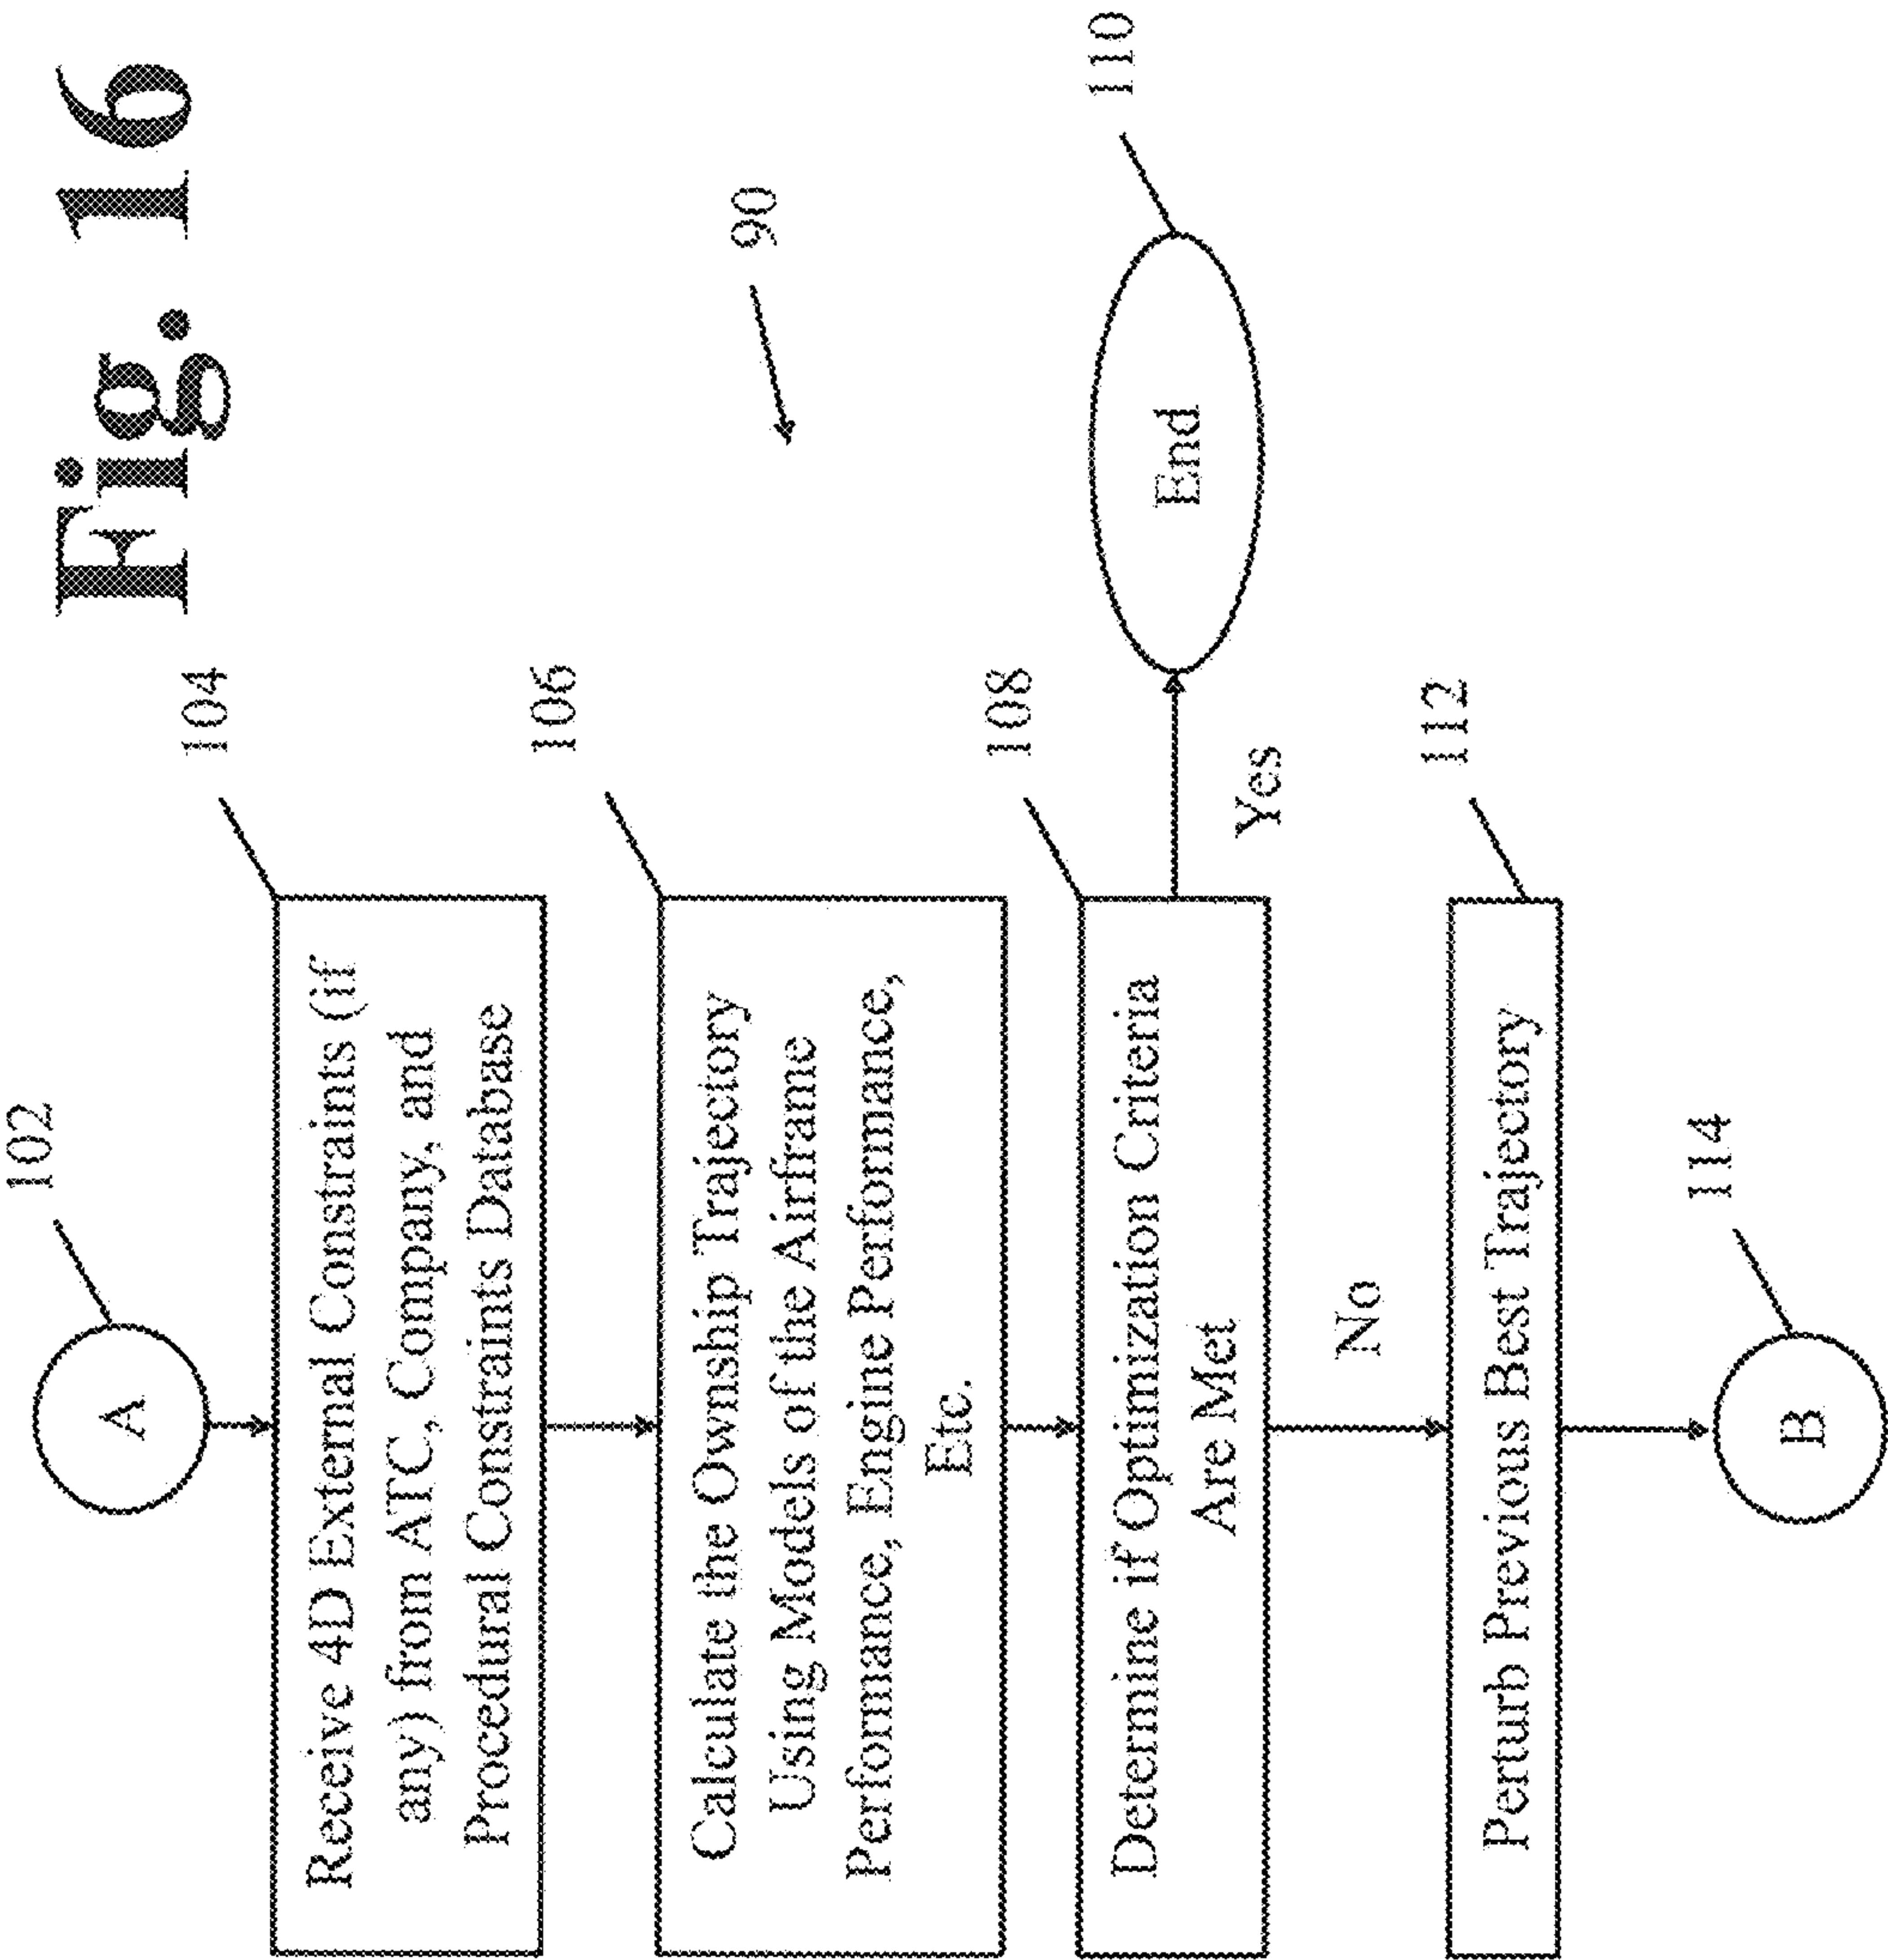 Fig. 16
102
A
104
Receive 4D External Constraints (if
any) from ATC, Company, and
Procedural Constraints Database
106
Calculate the Ownship Trajectory
Using Models of the Airframe
Performance, Engine Performance,
Etc.
90
108
Determine if Optimization Criteria
Are Met
Yes
End
110
No
112
Perturb Previous Best Trajectory
114
B